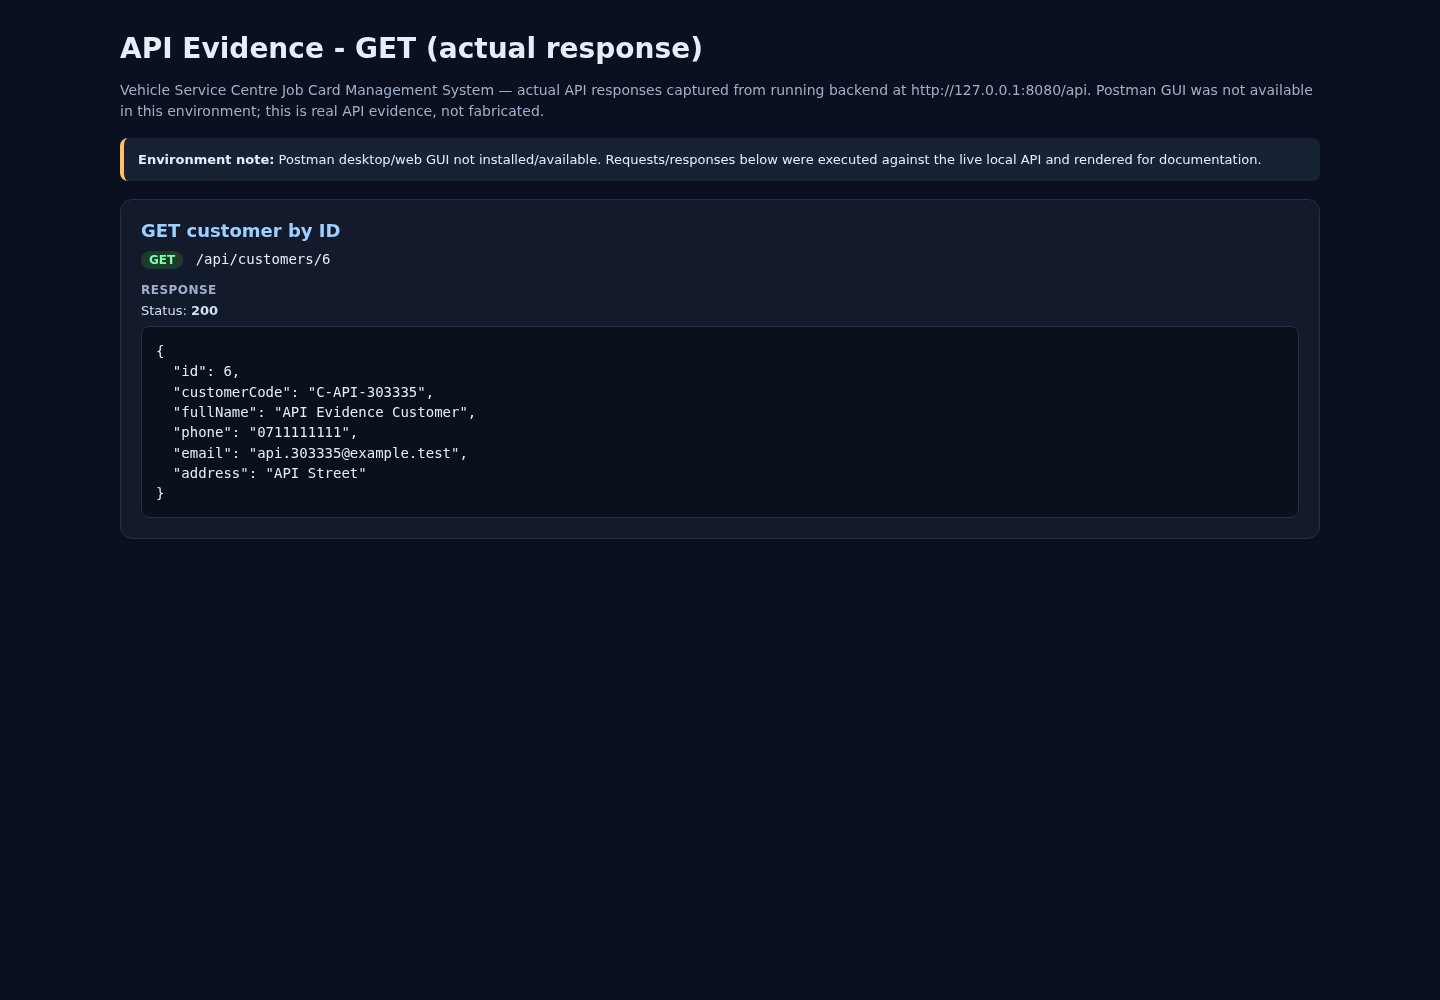 API Evidence - GET (actual response)
Vehicle Service Centre Job Card Management System — actual API responses captured from running backend at http://127.0.0.1:8080/api. Postman GUI was not available
in this environment; this is real API evidence, not fabricated.
Environment note: Postman desktop/web GUI not installed/available. Requests/responses below were executed against the live local API and rendered for documentation.
GET customer by ID
GET /api/customers/6
RESPONSE
Status: 200
{
  "id": 6,
  "customerCode": "C-API-303335",
  "fullName": "API Evidence Customer",
  "phone": "0711111111",
  "email": "api.303335@example.test",
  "address": "API Street"
}